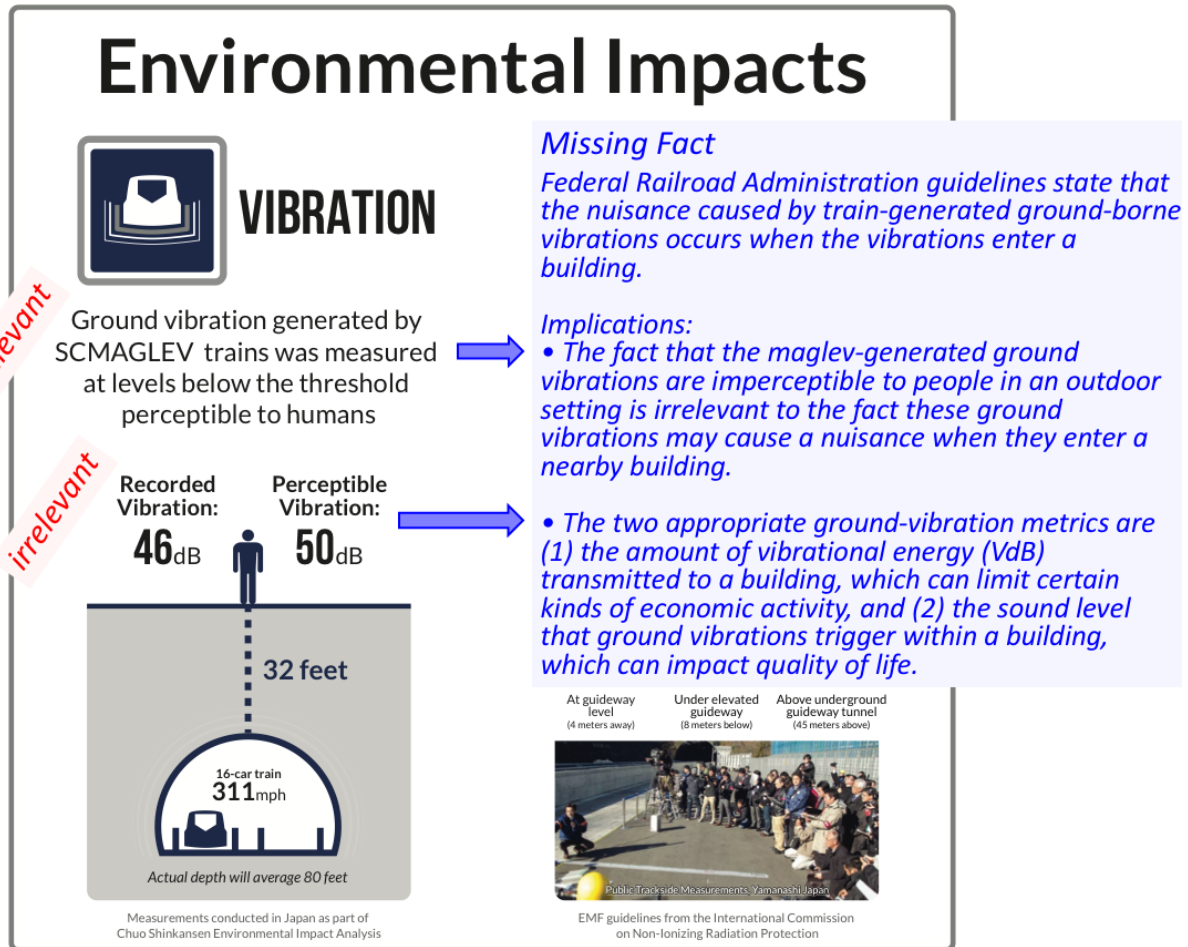 Environmental Impacts
VIBRATION
Ground vibration generated by
SCMAGLEV trains was measured
at levels below the threshold
perceptible to humans
irrelevant
Recorded
Vibration:
46dB
Perceptible
Vibration:
50dB
32 feet
16-car train
311mph
Actual depth will average 80 feet
Measurements conducted in Japan as part of
Chuo Shinkansen Environmental Impact Analysis
Missing Fact
Federal Railroad Administration guidelines state that
the nuisance caused by train-generated ground-borne
vibrations occurs when the vibrations enter a
building.
Implications:
• The fact that the maglev-generated ground
vibrations are imperceptible to people in an outdoor
setting is irrelevant to the fact these ground
vibrations may cause a nuisance when they enter a
nearby building.
• The two appropriate ground-vibration metrics are
(1) the amount of vibrational energy (VdB)
transmitted to a building, which can limit certain
kinds of economic activity, and (2) the sound level
that ground vibrations trigger within a building,
which can impact quality of life.
At guideway
level
(4 meters away)
Under elevated
guideway
(8 meters below)
Above underground
guideway tunnel
(45 meters above)
Public Trackside Measurements, Yamanashi Japan
EMF guidelines from the International Commission
on Non-Ionizing Radiation Protection